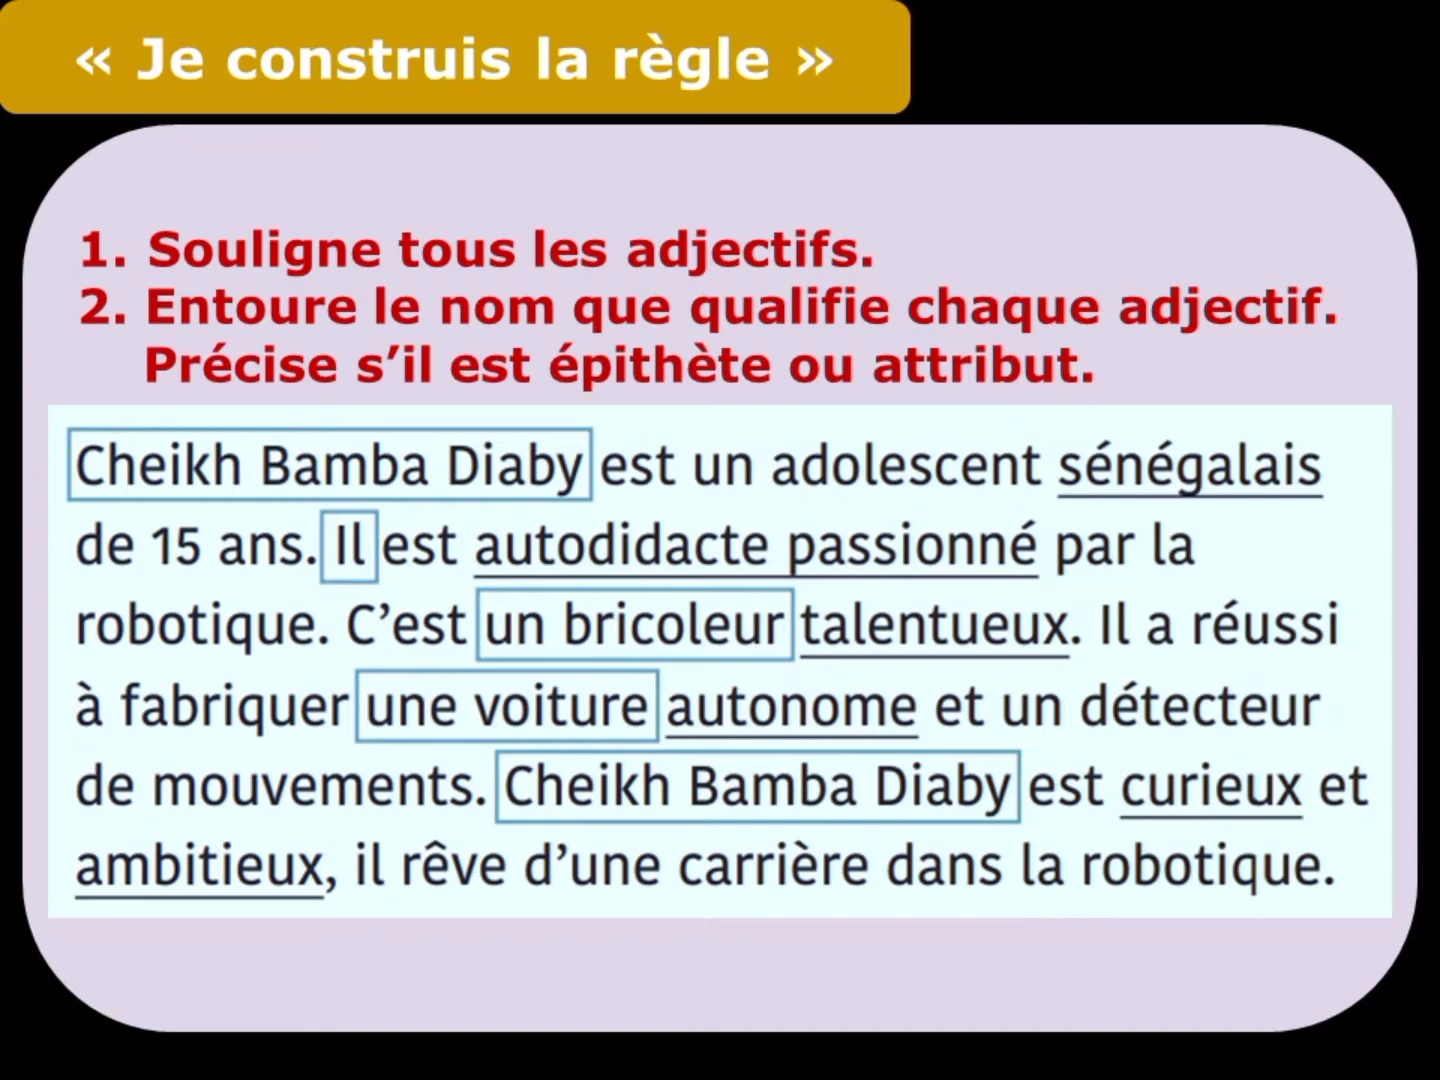 « Je construis la règle »
1. Souligne tous les adjectifs.
2. Entoure le nom que qualifie chaque adjectif.
Précise s’il est épithète ou attribut.
Cheikh Bamba Diaby est un adolescent sénégalais
de 15 ans. Il est autodidacte passionné par la
robotique. C’est un bricoleur talentueux. Il a réussi
à fabriquer une voiture autonome et un détecteur
de mouvements. Cheikh Bamba Diaby est curieux et
ambitieux, il rêve d’une carrière dans la robotique.